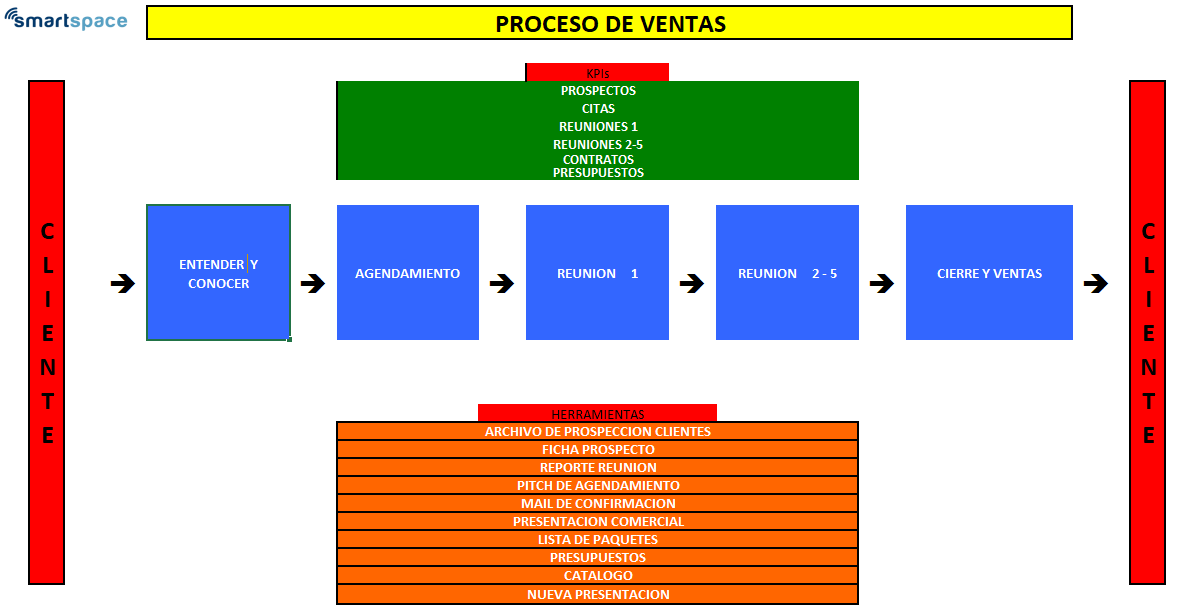 smartspace
PROCESO DE VENTAS
KPIs
PROSPECTOS
CITAS
REUNIONES 1
REUNIONES 2-5
CONTRATOS
PRESUPUESTOS
CLIENTE
ENTENDER Y
CONOCER
AGENDAMIENTO
REUNION 1
REUNION 2 - 5
CIERRE Y VENTAS
CLIENTE
HERRAMIENTAS
ARCHIVO DE PROSPECCION CLIENTES
FICHA PROSPECTO
REPORTE REUNION
PITCH DE AGENDAMIENTO
MAIL DE CONFIRMACION
PRESENTACION COMERCIAL
LISTA DE PAQUETES
PRESUPUESTOS
CATALOGO
NUEVA PRESENTACION